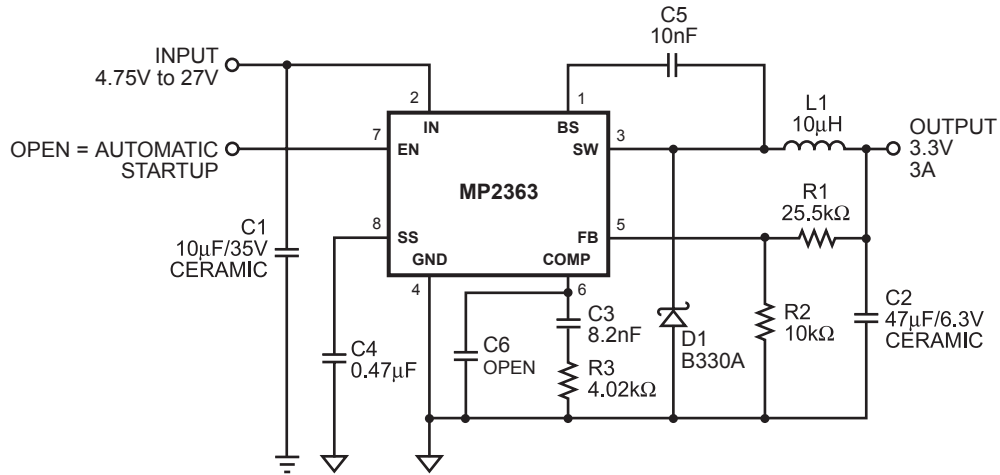 C5
10nF
INPUT
4.75V to 27V
2
1
L1
10µH
IN
BS
OUTPUT
3.3V
3A
7
3
OPEN = AUTOMATIC
STARTUP
EN
SW
MP2363
R1
25.5kΩ
C1
10µF/35V
CERAMIC
8
5
SS
FB
GND
COMP
4
6
C2
47µF/6.3V
CERAMIC
R2
10kΩ
C3
8.2nF
D1
B330A
C4
0.47µF
C6
OPEN
R3
4.02kΩ